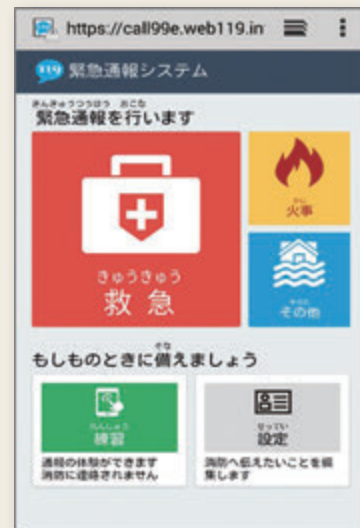 https://call99e.web119.in
119 緊急通報システム
きんきゅうつうほう おこな
緊急通報を行います
きゅうきゅう
救急
かじ
火事
そのた
その他
そな
もしものときに備えましょう
れんしゅう
練習
通報の体験ができます
消防に連絡されません
せってい
設定
消防へ伝えたいことを編
集します